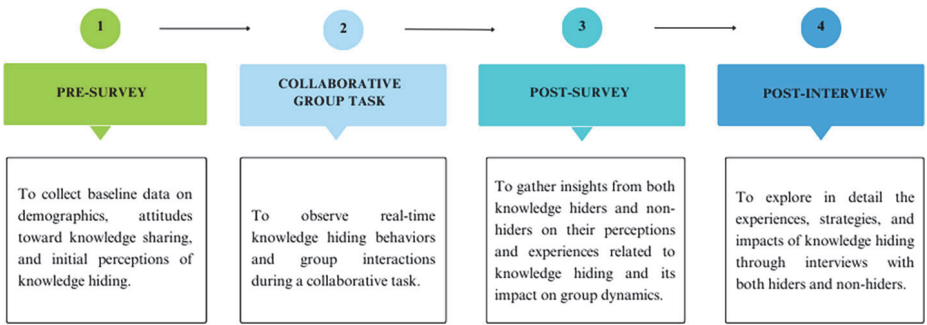 1
2
3
4
PRE-SURVEY
COLLABORATIVE
GROUP TASK
POST-SURVEY
POST-INTERVIEW
To collect baseline data on
demographics, attitudes
toward knowledge sharing,
and initial perceptions of
knowledge hiding.
To observe real-time
knowledge hiding behaviors
and group interactions
during a collaborative task.
To gather insights from both
knowledge hiders and non-
hiders on their perceptions
and experiences related to
knowledge hiding and its
impact on group dynamics.
To explore in detail the
experiences, strategies, and
impacts of knowledge hiding
through interviews with
both hiders and non-hiders.